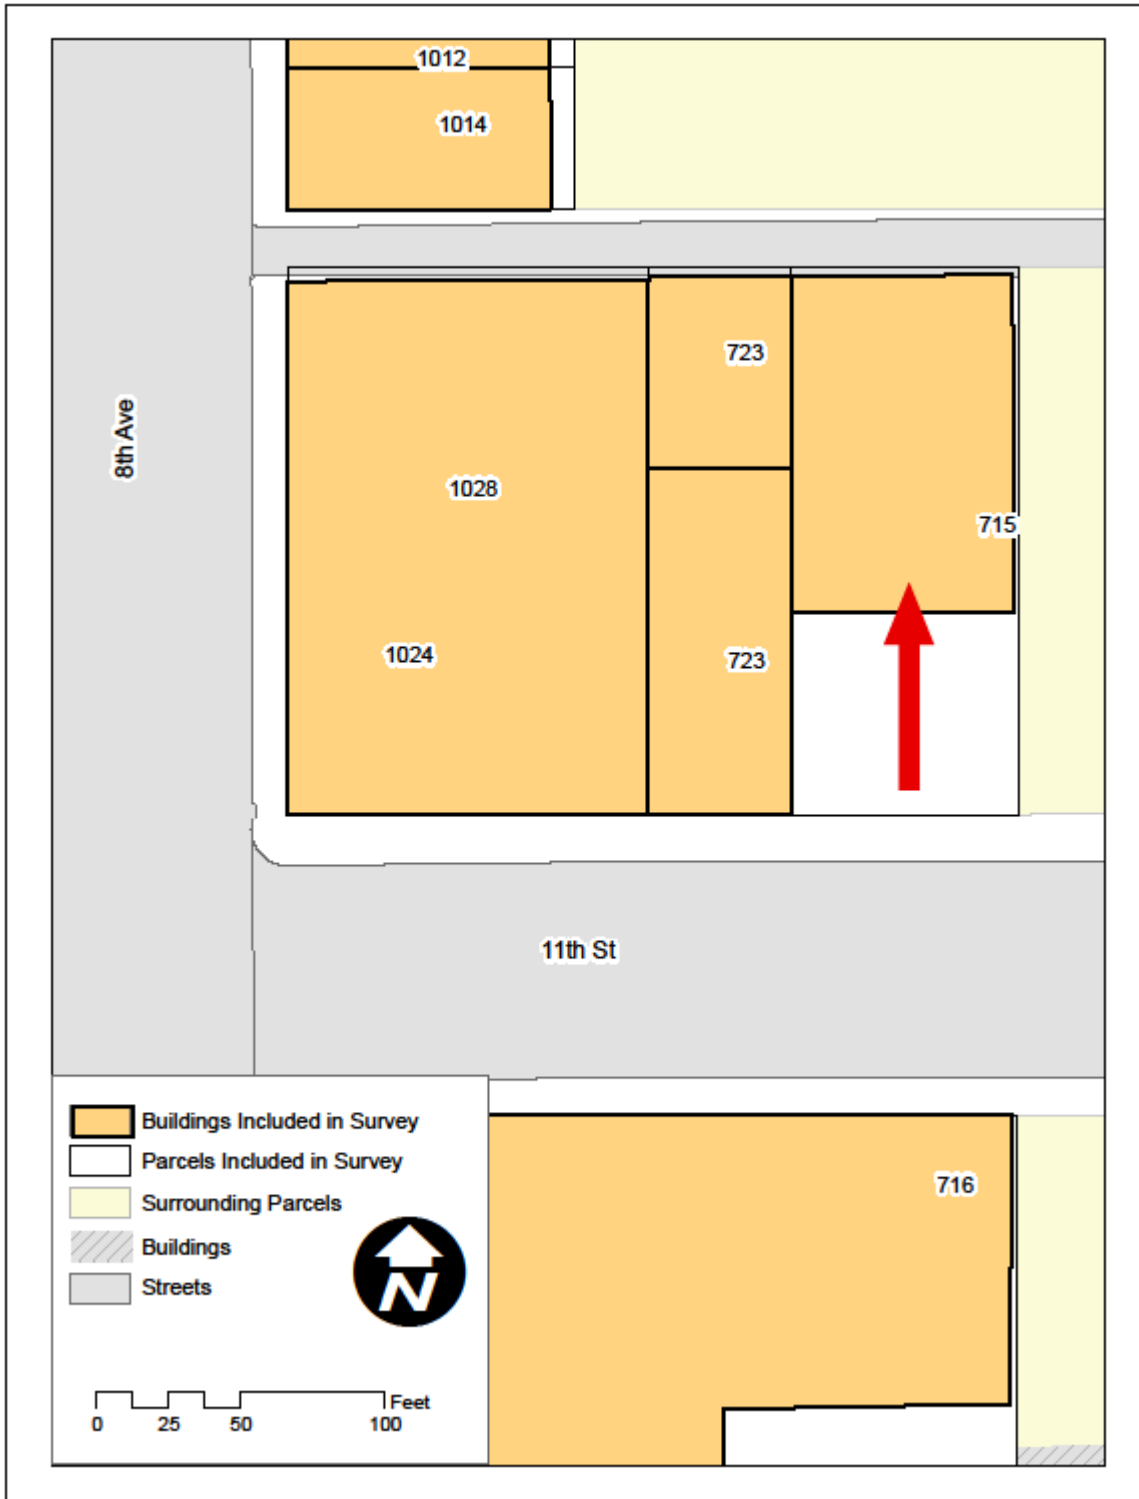 1012
1014
723
8th Ave
1028
715
1024
723
11th St
Buildings Included in Survey
Parcels Included in Survey
716
Surrounding Parcels
Buildings
Streets
N
Feet
0 25 50 100